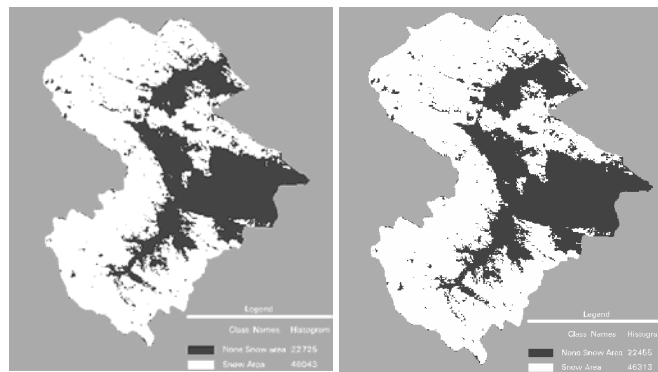 Legend
Class Names Histogram
None Snow area 22725
Snow Area 46043
Legend
Class Names Histogra
None Snow area 22455
Snow Area 46313